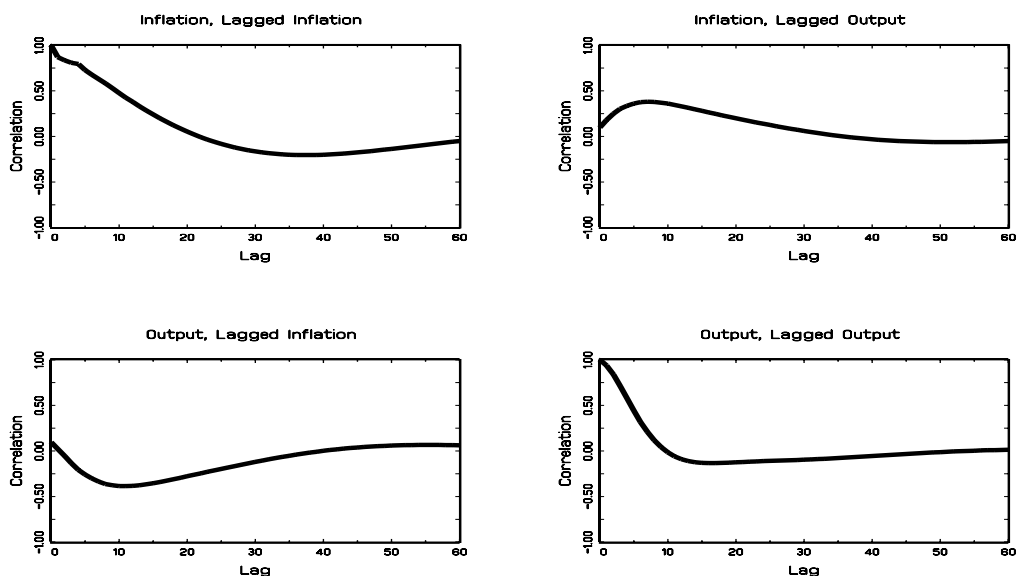 Inflation, Lagged Inflation
Correlation
1.00
0.50
0.00
-0.50
-1.00
0 10 20 30 40 50 60
Lag
Inflation, Lagged Output
Correlation
1.00
0.50
0.00
-0.50
-1.00
0 10 20 30 40 50 60
Lag
Output, Lagged Inflation
Correlation
1.00
0.50
0.00
-0.50
-1.00
0 10 20 30 40 50 60
Lag
Output, Lagged Output
Correlation
1.00
0.50
0.00
-0.50
-1.00
0 10 20 30 40 50 60
Lag